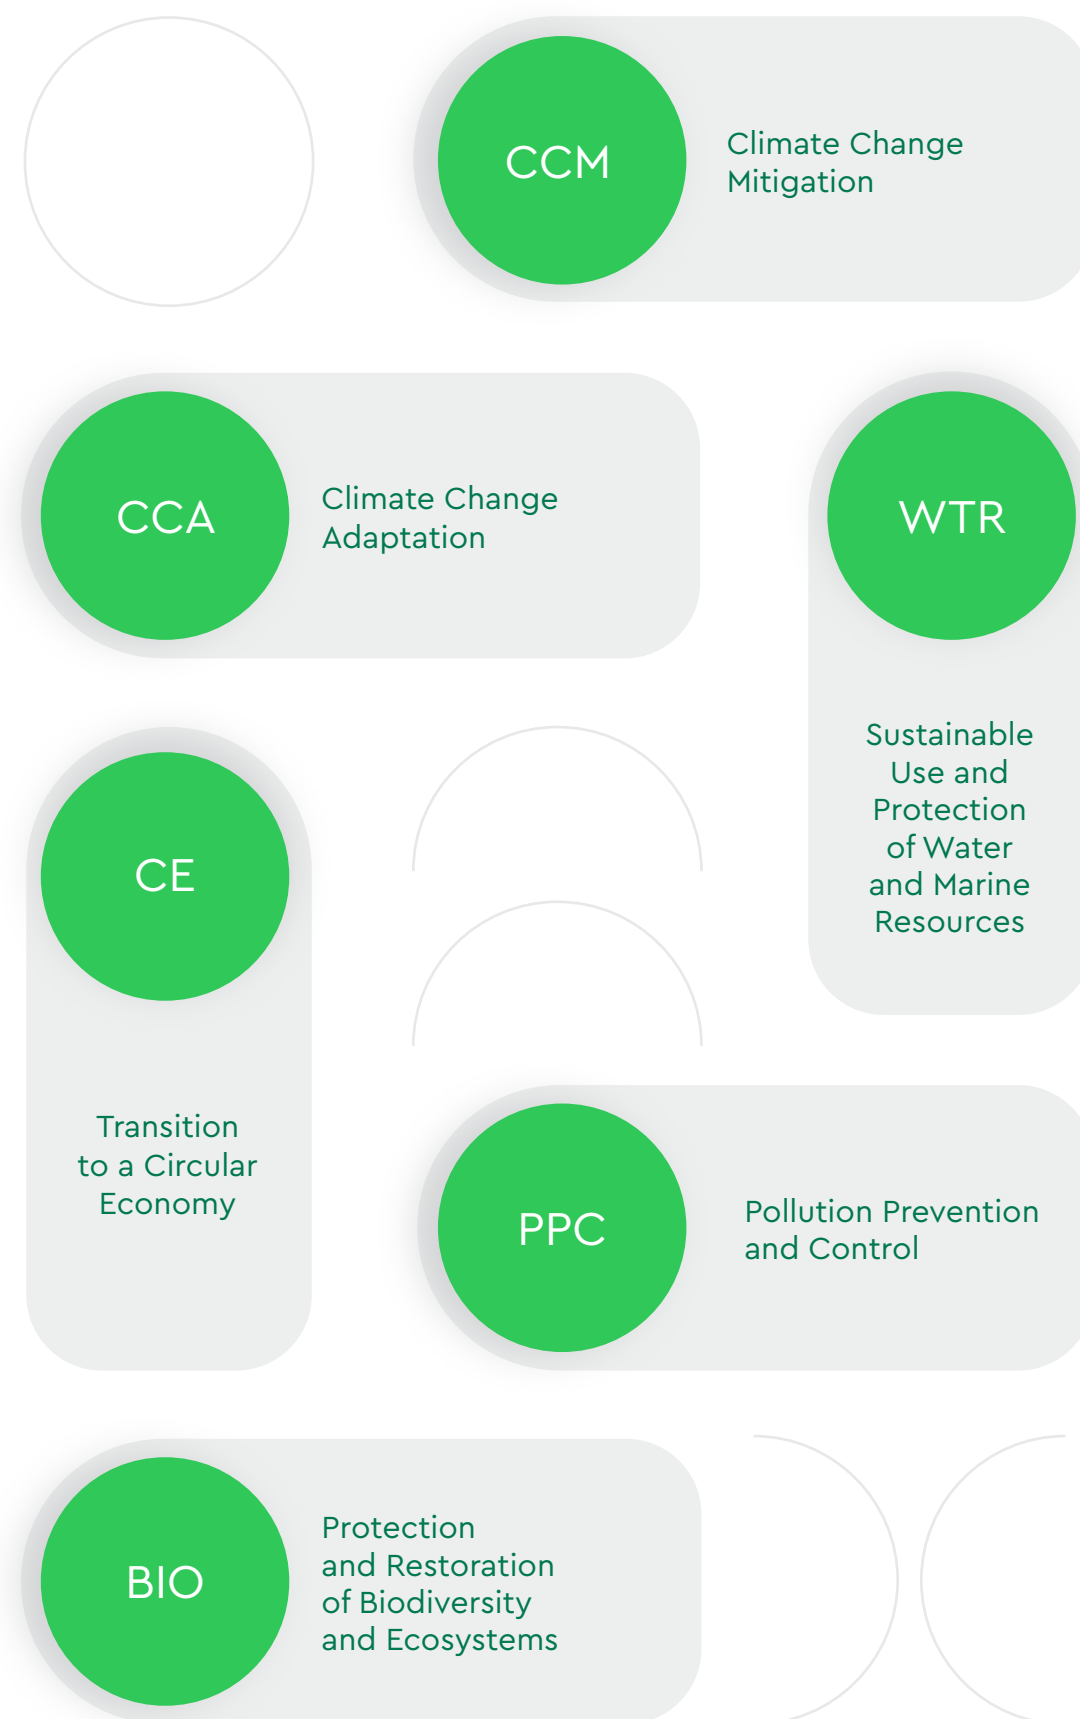 CCM
Climate Change
Mitigation
CCA
Climate Change
Adaptation
WTR
Sustainable
Use and
Protection
of Water
and Marine
Resources
CE
Transition
to a Circular
Economy
PPC
Pollution Prevention
and Control
BIO
Protection
and Restoration
of Biodiversity
and Ecosystems